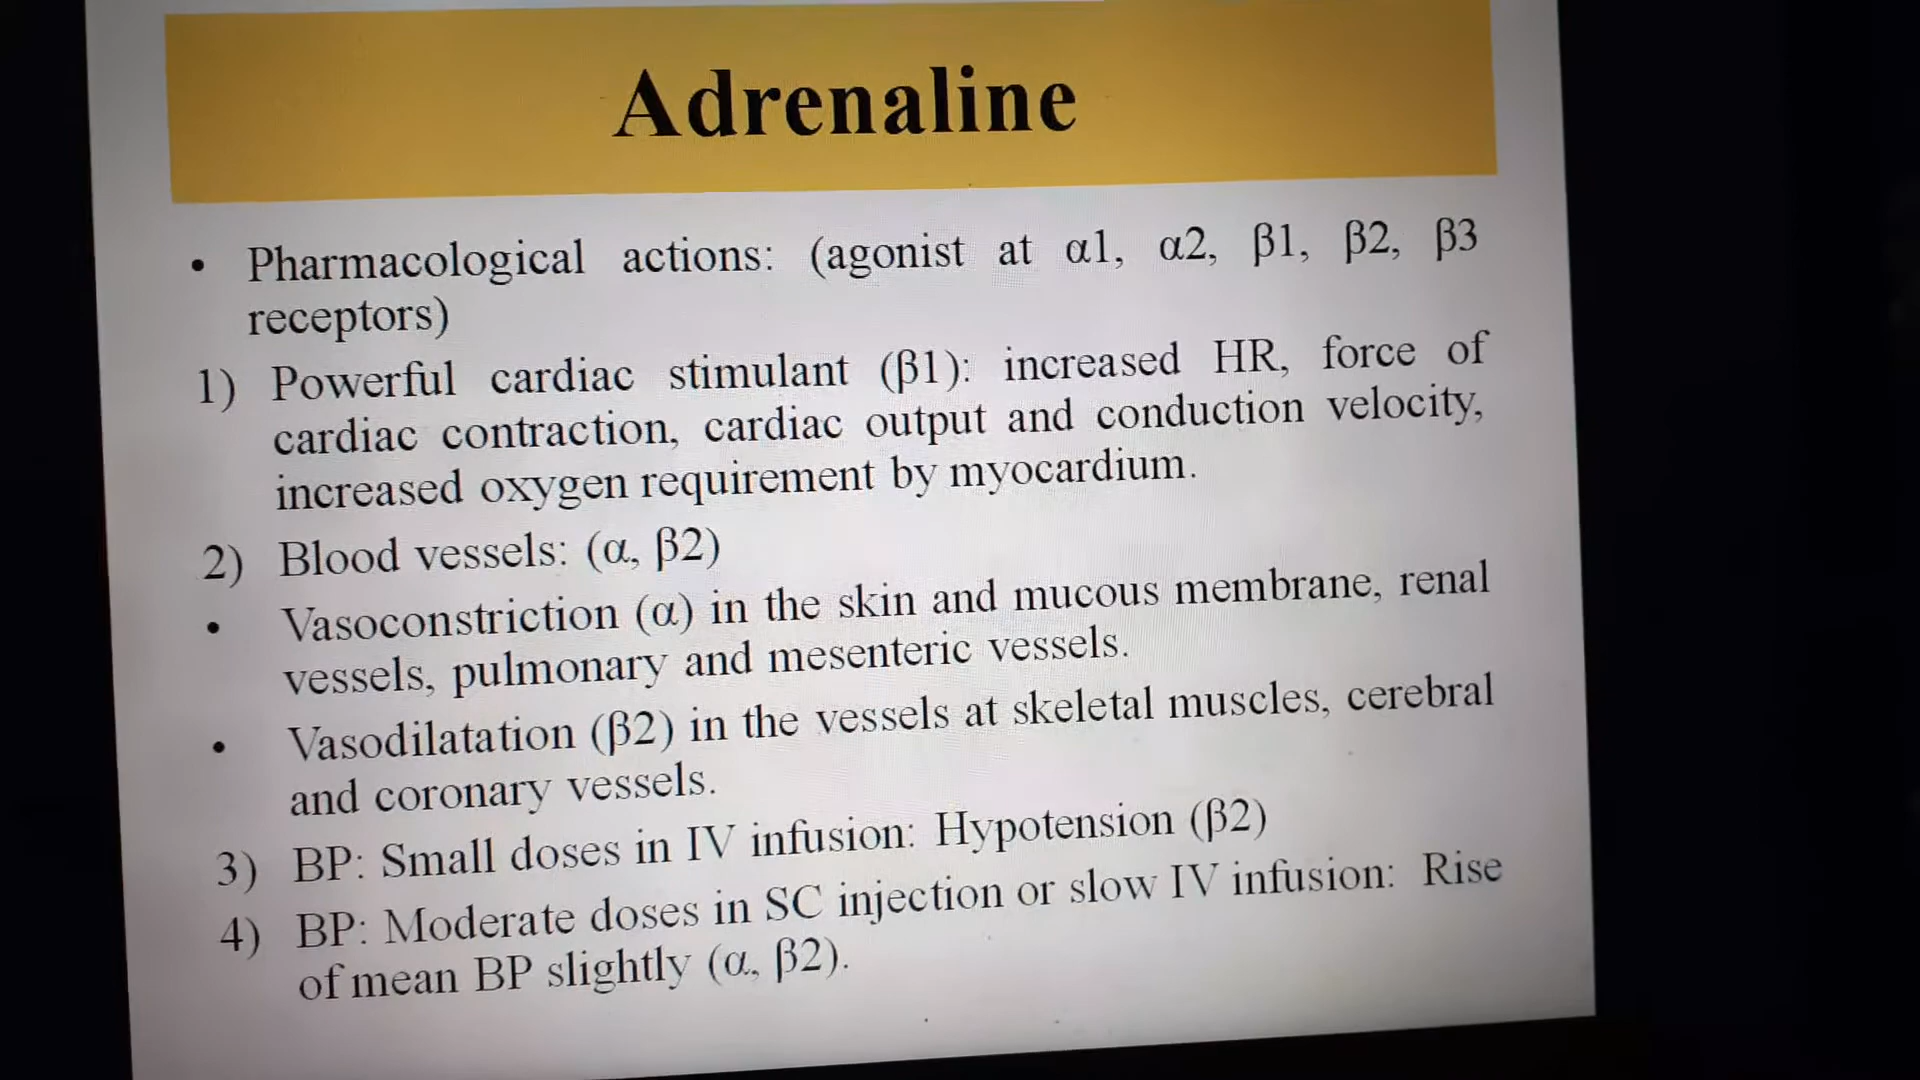 Adrenaline
• Pharmacological actions: (agonist at α1, α2, β1, β2, β3
receptors)
1) Powerful cardiac stimulant (β1): increased HR, force of
cardiac contraction, cardiac output and conduction velocity,
increased oxygen requirement by myocardium.
2) Blood vessels: (α, β2)
• Vasoconstriction (α) in the skin and mucous membrane, renal
vessels, pulmonary and mesenteric vessels.
• Vasodilatation (β2) in the vessels at skeletal muscles, cerebral
and coronary vessels.
3) BP: Small doses in IV infusion: Hypotension (β2)
4) BP: Moderate doses in SC injection or slow IV infusion: Rise
of mean BP slightly (α, β2).